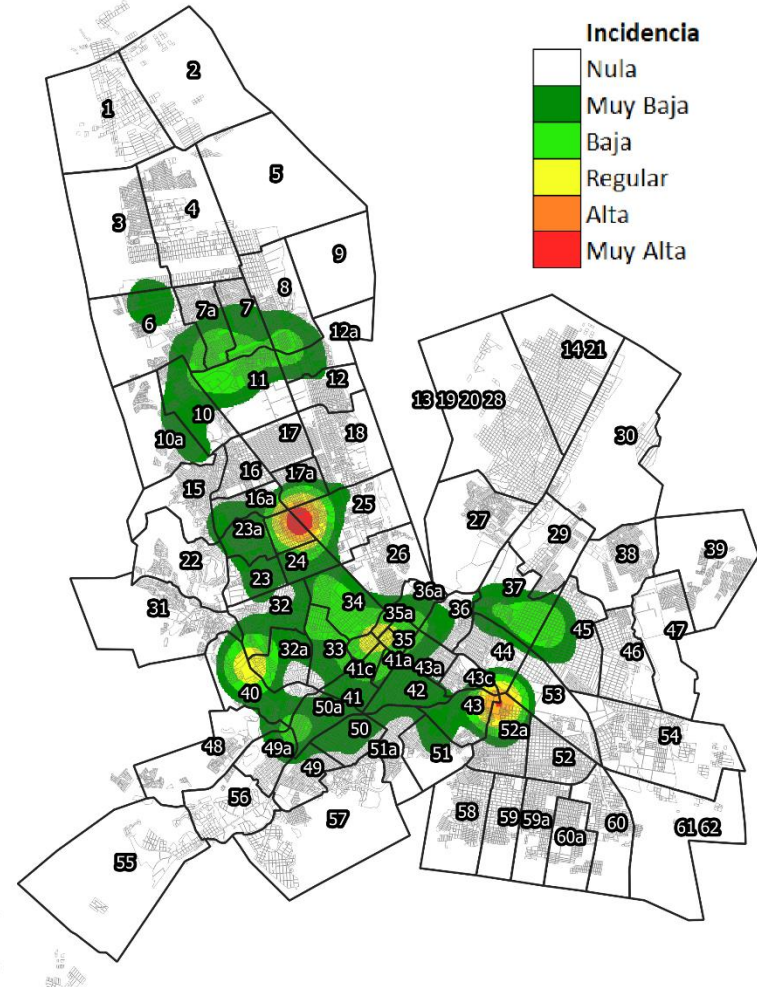 Incidencia
Nula
Muy Baja
Baja
Regular
Alta
Muy Alta
2
1
5
3
4
9
8
7a
7
6
12a
14 21
11
12
13 19 20 28
10
30
17
18
10a
16
17a
15
16a
25
27
23a
29
22
24
26
38
39
23
37
36a
31
32
34
36
35a
45
47
35
44
46
32a
33
41a
41c
43a
43c
40
42
41
53
50a
43
50
52a
54
48
49a
51a
51
52
49
56
57
58
59
59a
60
61 62
60a
55